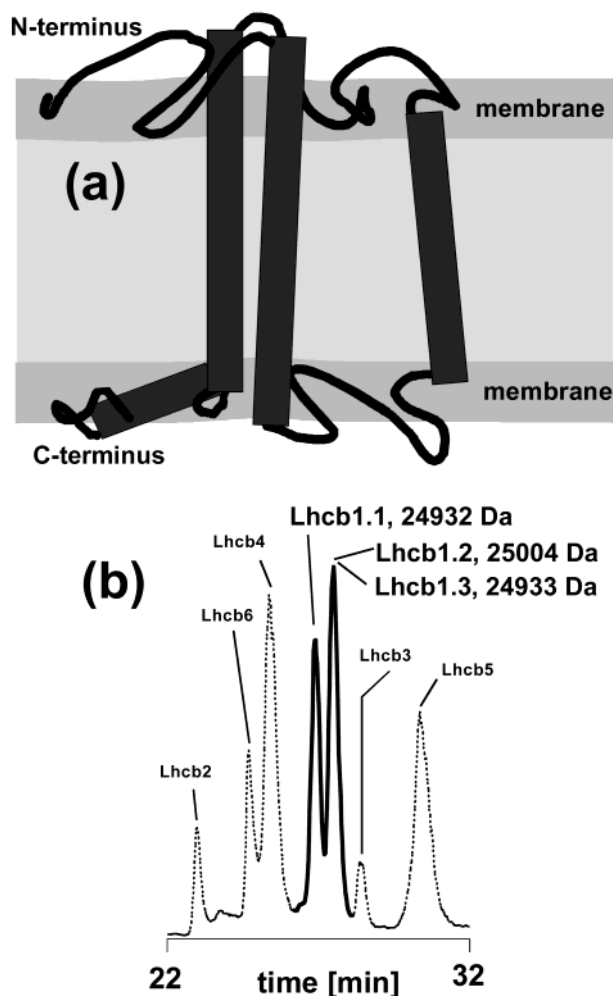 N-terminus
membrane
(a)
membrane
C-terminus
(b)
Lhcb1.1, 24932 Da
Lhcb4
Lhcb1.2, 25004 Da
Lhcb1.3, 24933 Da
Lhcb6
Lhcb3
Lhcb5
Lhcb2
22
time [min]
32